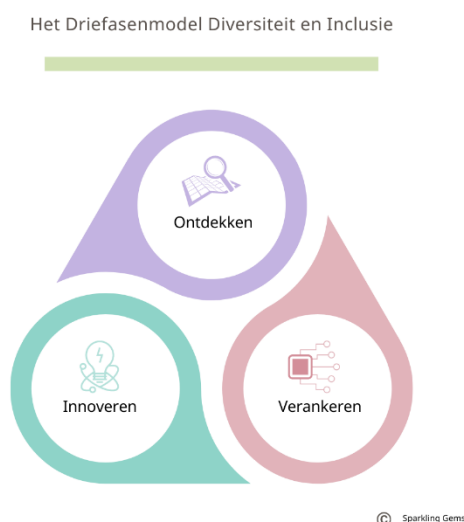 Het Driefasenmodel Diversiteit en Inclusie
Ontdekken
Innoveren
Verankeren
© Sparkling Gems